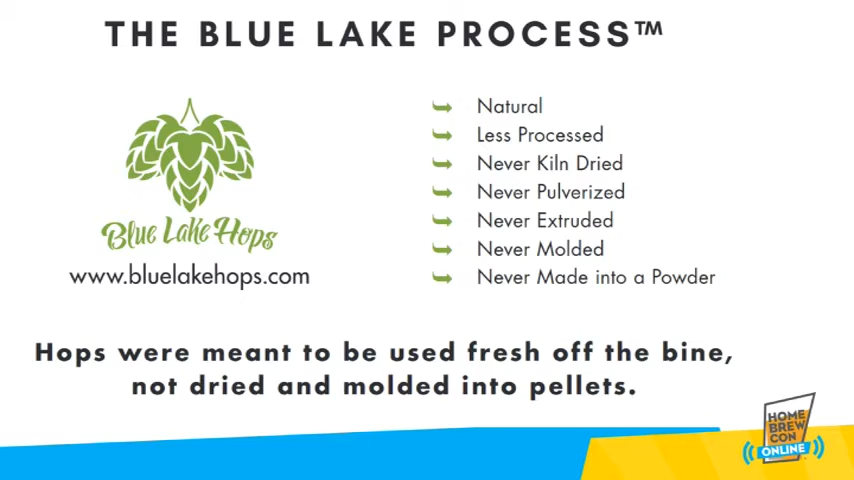 THE BLUE LAKE PROCESS™
Blue Lake Hops
www.bluelakehops.com
Natural
Less Processed
Never Kiln Dried
Never Pulverized
Never Extruded
Never Molded
Never Made into a Powder
Hops were meant to be used fresh off the bine,
not dried and molded into pellets.
HOME
BREW
CON
ONLINE